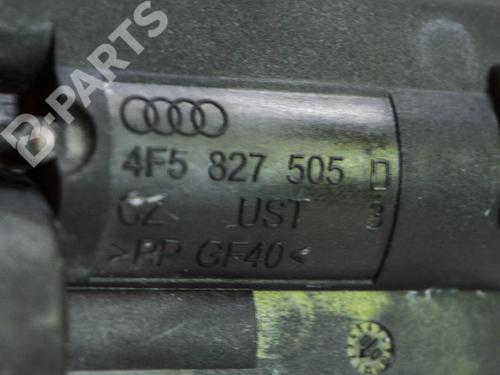 B-PARTS
4F5 827 505 D
CZ UST 3
>PP GF40<